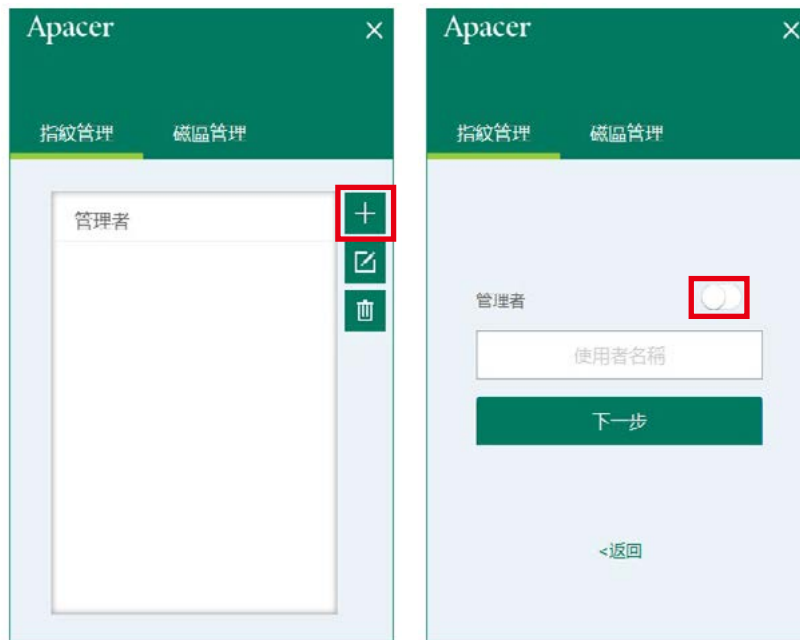 Apacer
指紋管理 磁區管理
管理者
Apacer
指紋管理 磁區管理
管理者
使用者名稱
下一步
<返回